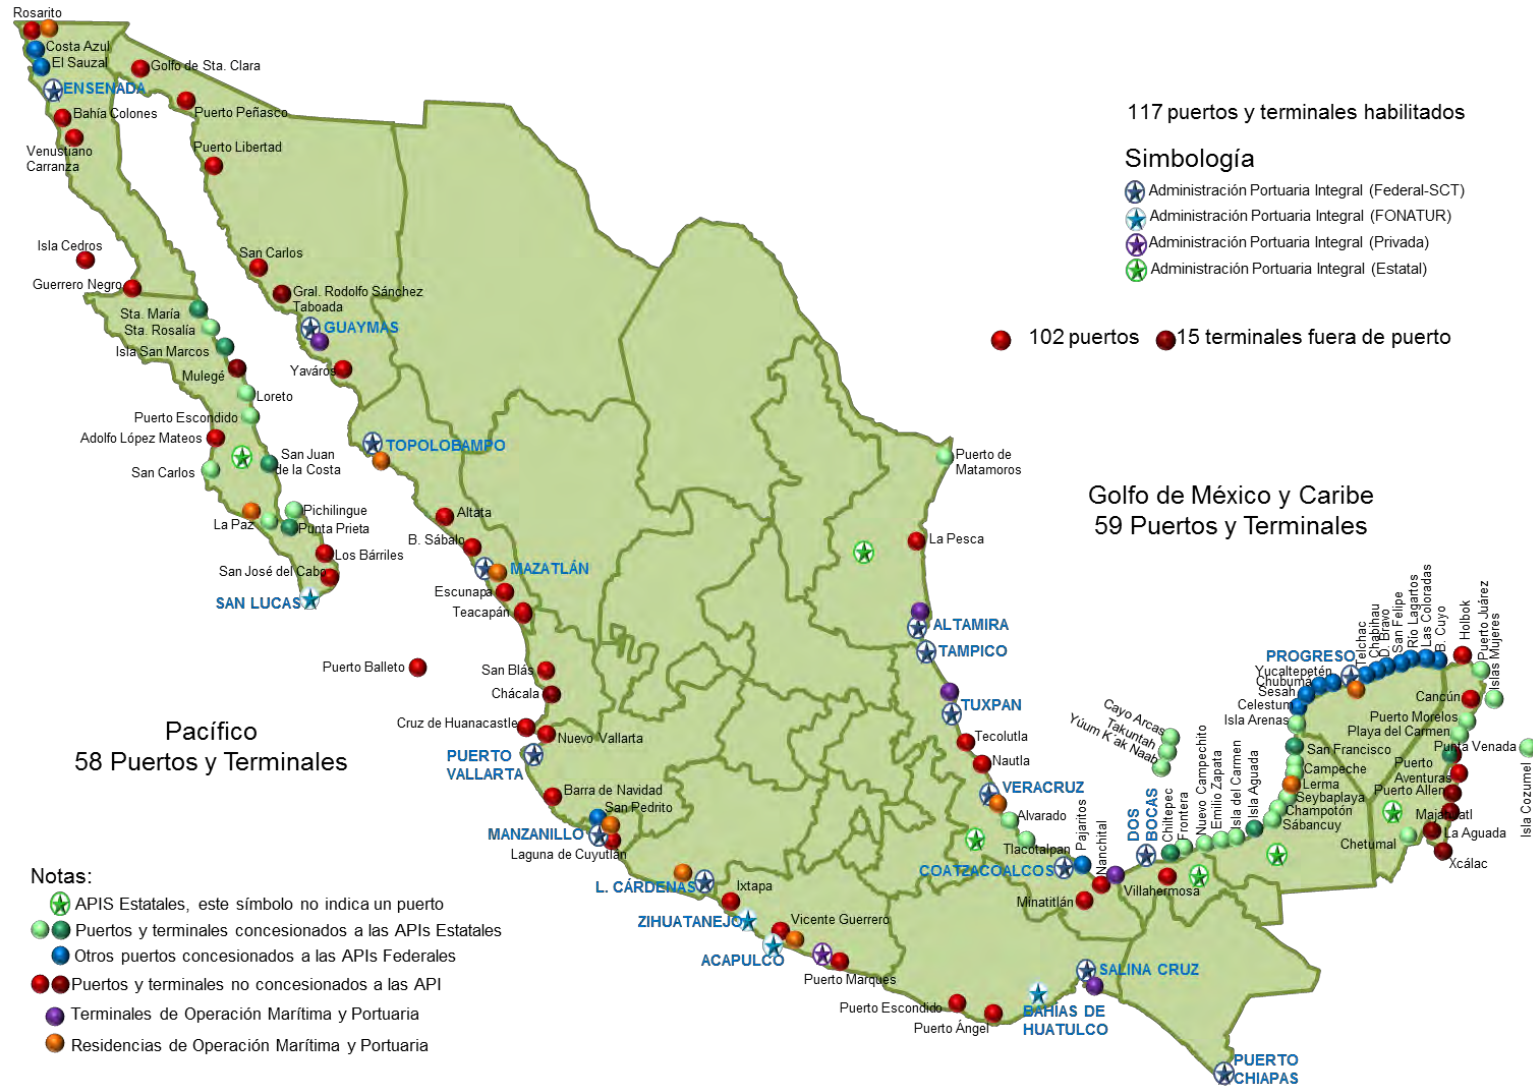 Rosarito
Costa Azul
El Sauzal
ENSENADA
Bahía Colones
Venustiano
Carranza
Golfo de Sta. Clara
Puerto Peñasco
Puerto Libertad
Isla Cedros
Guerrero Negro
San Carlos
Gral. Rodolfo Sánchez
Taboada
GUAYMAS
Yaváros
Sta. María
Sta. Rosalía
Isla San Marcos
Mulegé
Loreto
Puerto Escondido
Adolfo López Mateos
San Juan
de la Costa
San Carlos
Pichilingue
La Paz
Punta Prieta
Los Bárriles
San José del Cabo
SAN LUCAS
TOPOLOBAMPO
Altata
B. Sábalo
MAZATLÁN
Escunapa
Teacapán
Puerto Balleto
San Blás
Chácala
Cruz de Huanacastle
Nuevo Vallarta
PUERTO
VALLARTA
Barra de Navidad
San Pedrito
MANZANILLO
Laguna de Cuyutlán
L. CÁRDENAS
Ixtapa
ZIHUATANEJO
Vicente Guerrero
ACAPULCO
Puerto Marques
Puerto Escondido
Puerto Ángel
BAHÍAS DE
HUATULCO
SALINA CRUZ
PUERTO
CHIAPAS
Pacífico
58 Puertos y Terminales
117 puertos y terminales habilitados
Simbología
Administración Portuaria Integral (Federal-SCT)
Administración Portuaria Integral (FONATUR)
Administración Portuaria Integral (Privada)
Administración Portuaria Integral (Estatal)
102 puertos
15 terminales fuera de puerto
Golfo de México y Caribe
59 Puertos y Terminales
Puerto de
Matamoros
La Pesca
ALTAMIRA
TAMPICO
TUXPAN
Tecolutla
Nautla
VERACRUZ
Alvarado
Tlacotalpan
COATZACOALCOS
Pajaritos
Nanchital
Minatitlán
DOS
BOCAS
Villahermosa
Chiltepec
Frontera
Nuevo Campechito
Emilio Zapata
Isla del Carmen
Isla Aguada
Cayo Arcas
Takuntah
Yúum K´ak Naab
Sábancuy
Champotón
Seybaplaya
Lerma
Campeche
San Francisco
Isla Arenas
Celestum
Sesah
Chubuma
Yucaltepetén
PROGRESO
Telchac
Chabihau
D. Bravo
San Felipe
Río Lagartos
Las Coloradas
B. Cuyo
Holbok
Puerto Juárez
Islas Mujeres
Cancún
Puerto Morelos
Playa del Carmen
Punta Venada
Puerto
Aventuras
Puerto Allen
Majahuatl
La Aguada
Chetumal
Xcálac
Isla Cozumel
Notas:
APIS Estatales, este símbolo no indica un puerto
Puertos y terminales concesionados a las APIs Estatales
Otros puertos concesionados a las APIs Federales
Puertos y terminales no concesionados a las API
Terminales de Operación Marítima y Portuaria
Residencias de Operación Marítima y Portuaria